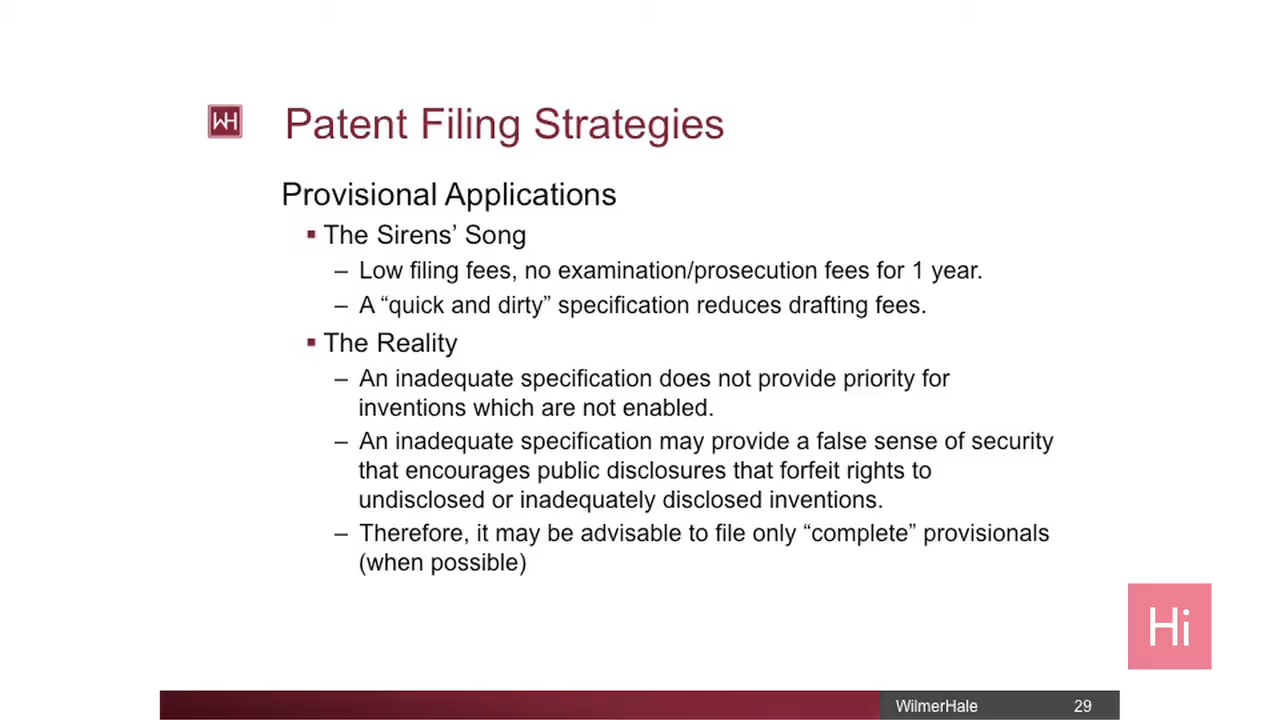 WH
Patent Filing Strategies
Provisional Applications
▪ The Sirens’ Song
– Low filing fees, no examination/prosecution fees for 1 year.
– A “quick and dirty” specification reduces drafting fees.
▪ The Reality
– An inadequate specification does not provide priority for
inventions which are not enabled.
– An inadequate specification may provide a false sense of security
that encourages public disclosures that forfeit rights to
undisclosed or inadequately disclosed inventions.
– Therefore, it may be advisable to file only “complete” provisionals
(when possible)
Hi
WilmerHale 29